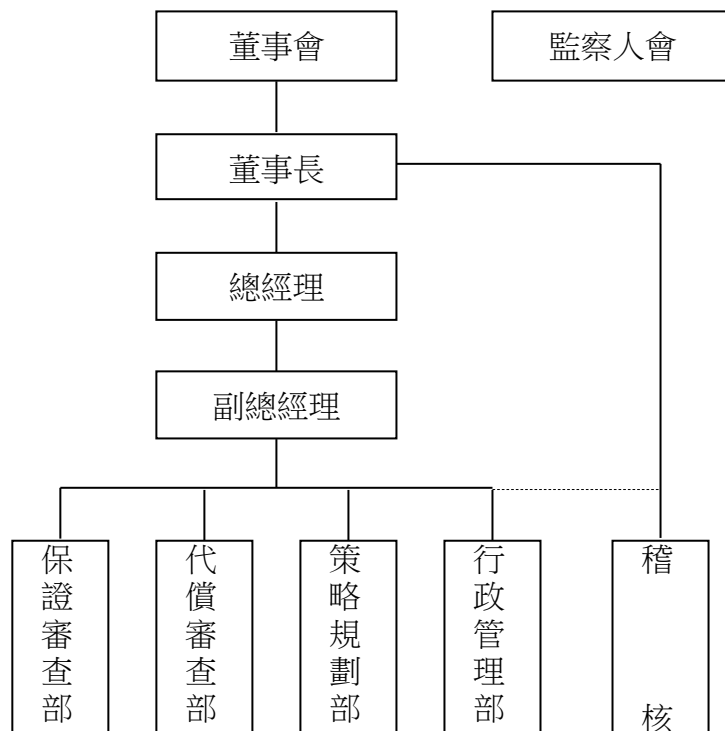 董事會
監察人會
董事長
總經理
副總經理
保證審查部
代償審查部
策略規劃部
行政管理部
稽核